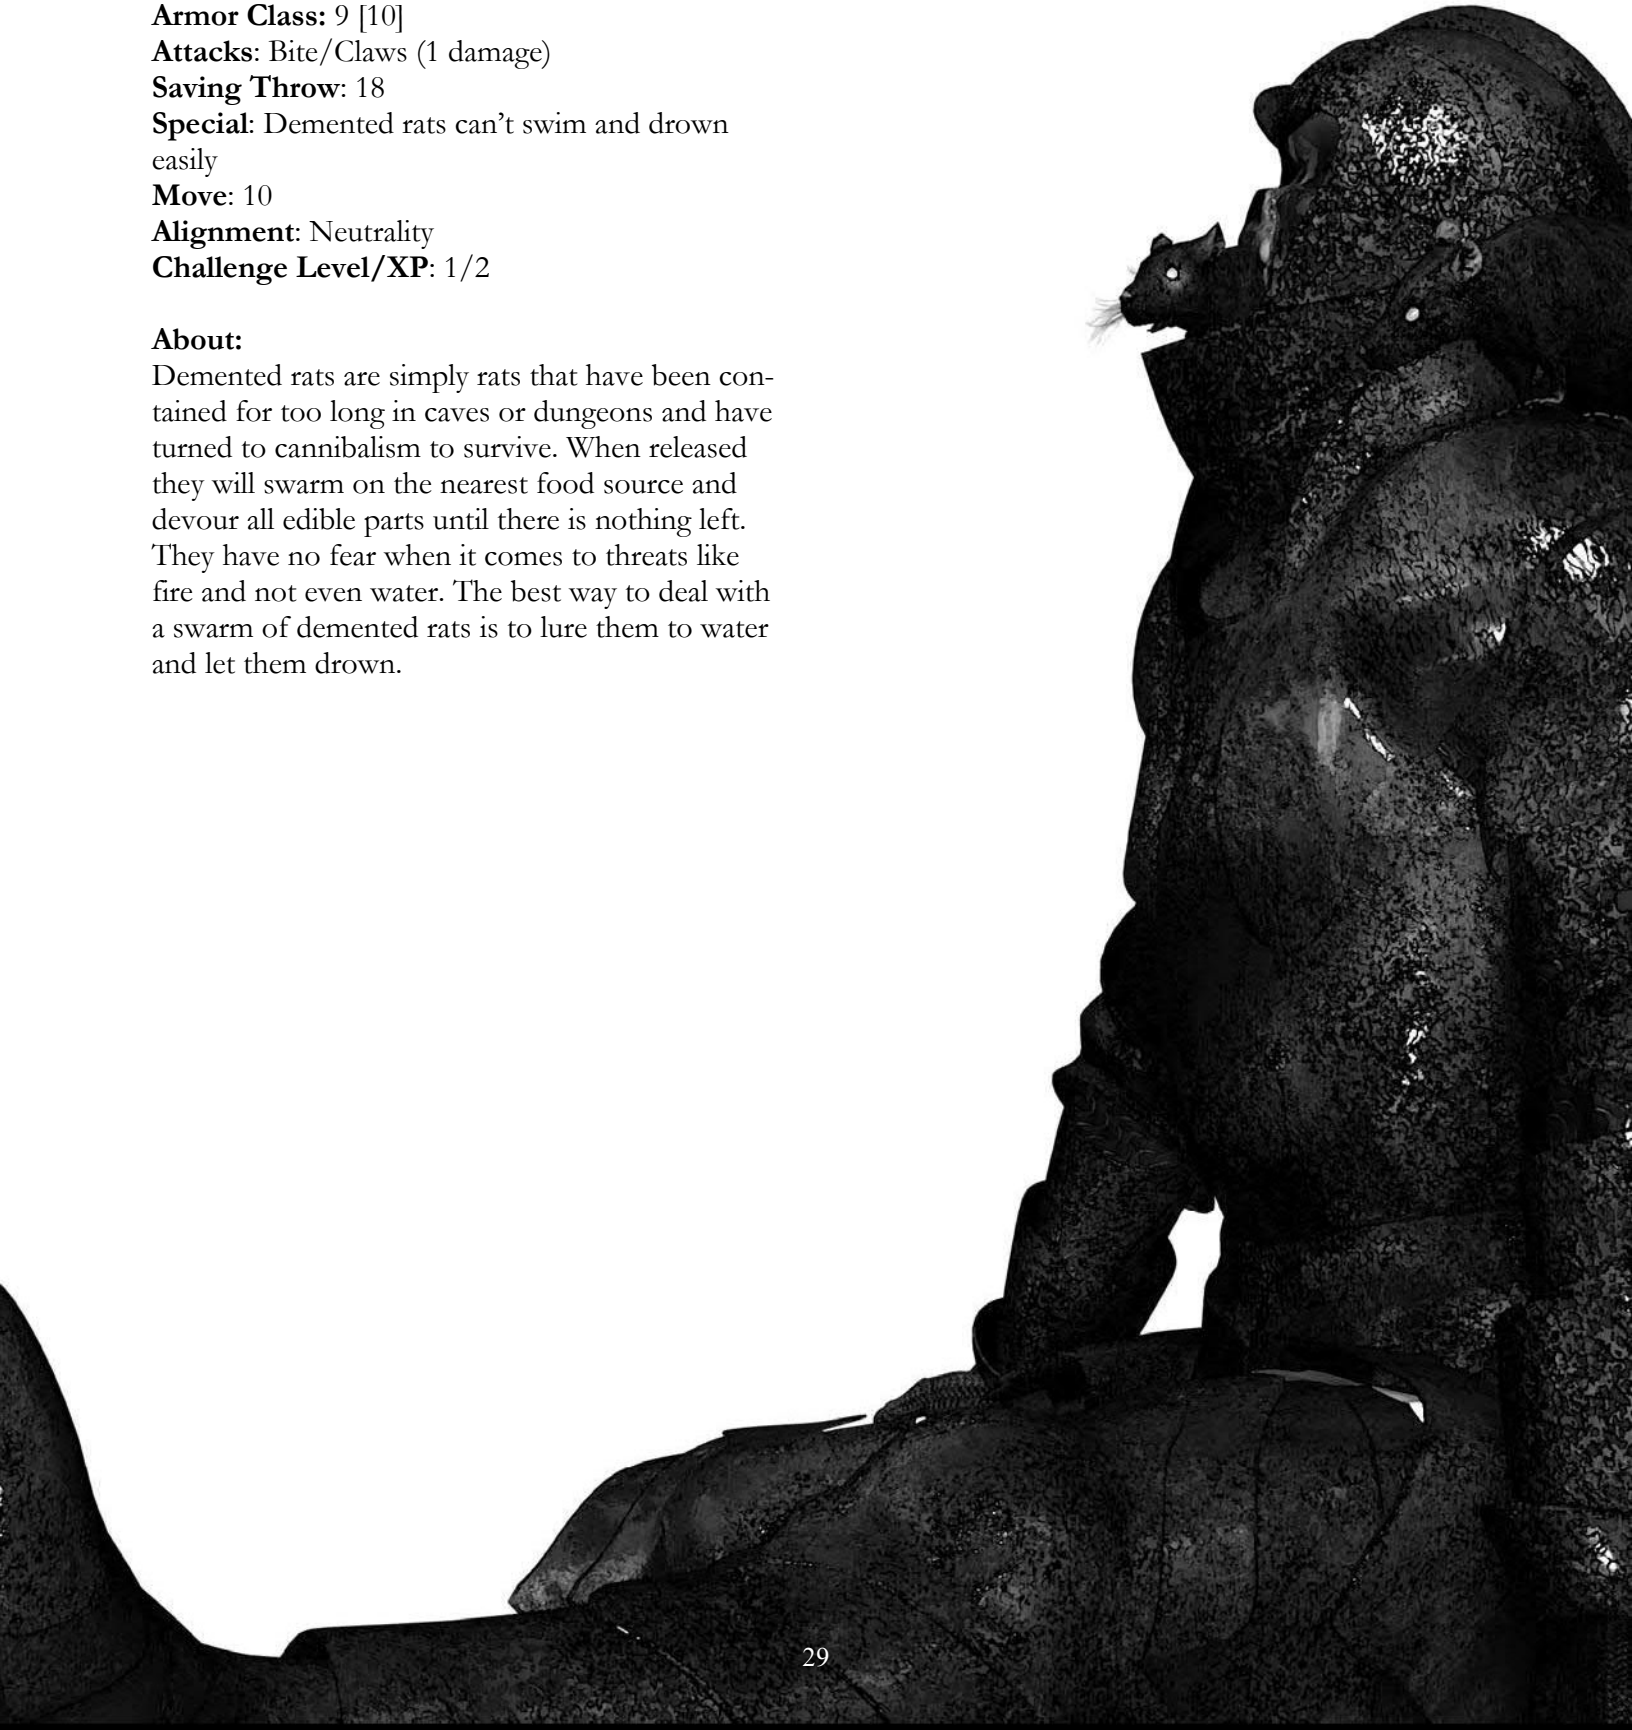 Armor Class: 9 [10]
Attacks: Bite/Claws (1 damage)
Saving Throw: 18
Special: Demented rats can’t swim and drown
easily
Move: 10
Alignment: Neutrality
Challenge Level/XP: 1/2
About:
Demented rats are simply rats that have been con-
tained for too long in caves or dungeons and have
turned to cannibalism to survive. When released
they will swarm on the nearest food source and
devour all edible parts until there is nothing left.
They have no fear when it comes to threats like
fire and not even water. The best way to deal with
a swarm of demented rats is to lure them to water
and let them drown.
29